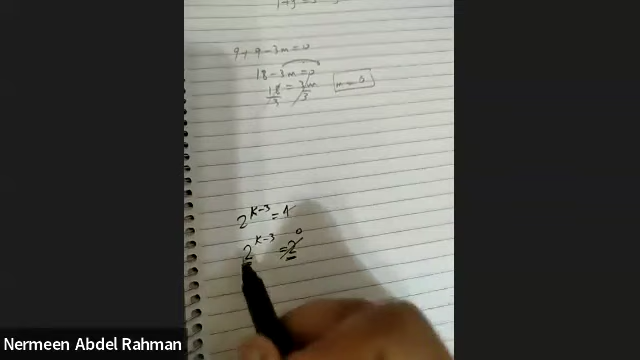 9 + 9 - 3m = 0
18 - 3m = 0
18/3 = 3m/3 m = 6
2^(k-3) = 1
2^(k-3) = 2^0
Nermeen Abdel Rahman